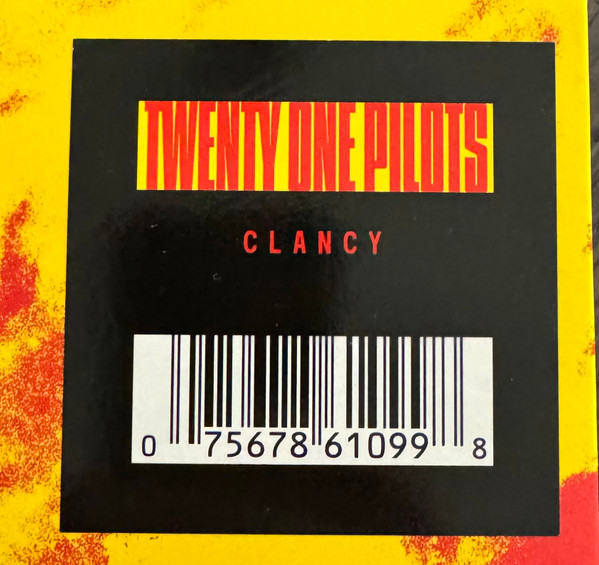 TWENTY ONE PILOTS
CLANCY
0 75678 61099 8